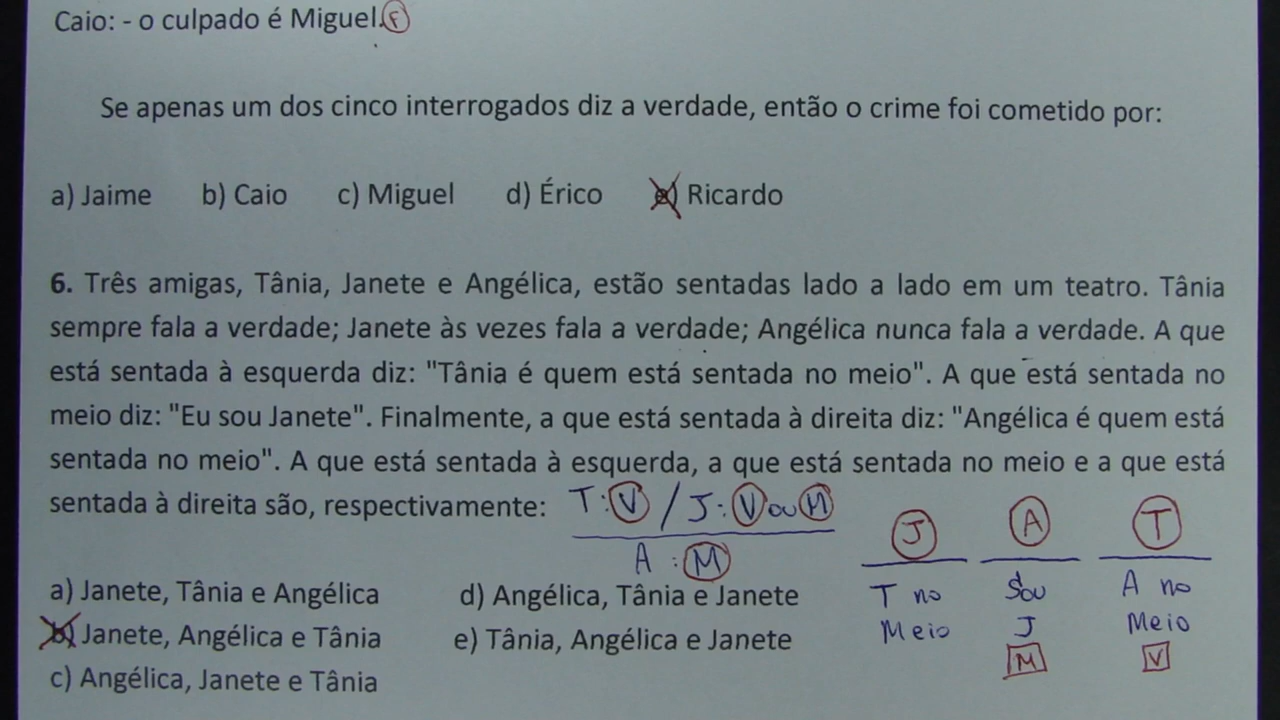 Caio: - o culpado é Miguel. F
Se apenas um dos cinco interrogados diz a verdade, então o crime foi cometido por:
a) Jaime b) Caio c) Miguel d) Érico e) Ricardo
6. Três amigas, Tânia, Janete e Angélica, estão sentadas lado a lado em um teatro. Tânia
sempre fala a verdade; Janete às vezes fala a verdade; Angélica nunca fala a verdade. A que
está sentada à esquerda diz: "Tânia é quem está sentada no meio". A que está sentada no
meio diz: "Eu sou Janete". Finalmente, a que está sentada à direita diz: "Angélica é quem está
sentada no meio". A que está sentada à esquerda, a que está sentada no meio e a que está
sentada à direita são, respectivamente: T: V / J: V ou M
A: M
J A T
a) Janete, Tânia e Angélica d) Angélica, Tânia e Janete T no Sou A no
b) Janete, Angélica e Tânia e) Tânia, Angélica e Janete Meio J Meio
M V
c) Angélica, Janete e Tânia